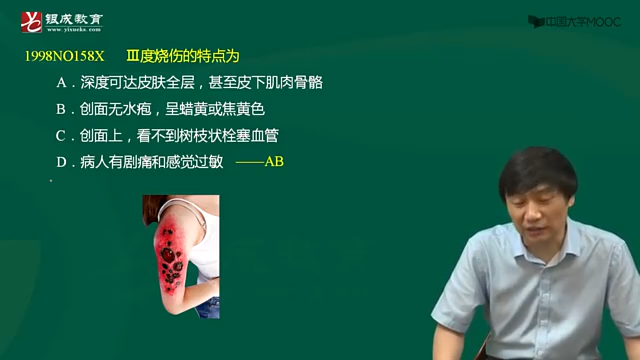 银成教育
www.yixueks.com
中国大学MOOC
1998NO158X Ⅲ度烧伤的特点为
A．深度可达皮肤全层，甚至皮下肌肉骨骼
B．创面无水疱，呈蜡黄或焦黄色
C．创面上，看不到树枝状栓塞血管
D．病人有剧痛和感觉过敏 ——AB